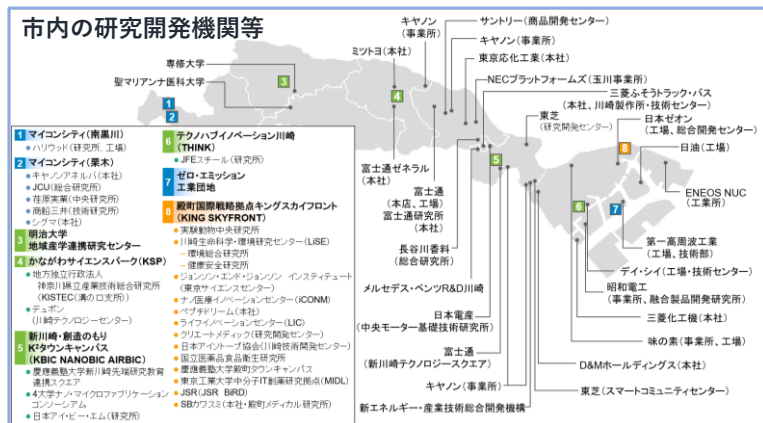 市内の研究開発機関等
キヤノン
(事業所)
ミツトヨ(本社)
サントリー(商品開発センター)
キヤノン(事業所)
東京応化工業(本社)
NECプラットフォームズ(玉川事業所)
三菱ふそうトラック・バス
(本社、川崎製作所・技術センター)
東芝
(研究開発センター)
日本ゼオン
(工場、総合開発センター)
日油(工場)
ENEOS NUC
(工業所)
専修大学
聖マリアンナ医科大学
3
4
1
2
5
6
7
8
1 マイコンシティ(南黒川)
ハリウッド(研究所、工場)
2 マイコンシティ(栗木)
キヤノンアネルバ(本社)
JCU(総合研究所)
荏原実業(中央研究所)
商船三井(技術研究所)
シグマ(本社)
3 明治大学
地域産学連携研究センター
4 かながわサイエンスパーク(KSP)
地方独立行政法人
神奈川県立産業技術総合研究所
(KISTEC(溝の口支所))
デュポン
(川崎テクノロジーセンター)
5 新川崎・創造のもり
K²タウンキャンパス
(KBIC NANOBIC AIRBIC)
慶應義塾大学新川崎先端研究教育
連携スクエア
4大学ナノ・マイクロファブリケーション
コンソーシアム
日本アイ・ビー・エム(研究所)
6 テクノハブイノベーション川崎
(THINK)
JFEスチール(研究所)
7 ゼロ・エミッション
工業団地
8 殿町国際戦略拠点キングスカイフロント
(KING SKYFRONT)
実験動物中央研究所
川崎生命科学・環境研究センター(LiSE)
－環境総合研究所
－健康安全研究所
ジョンソン・エンド・ジョンソン インスティテュート
(東京サイエンスセンター)
ナノ医療イノベーションセンター(iCONM)
ペプチドリーム(本社)
ライフイノベーションセンター(LIC)
クリエートメディック(研究開発センター)
日本アイソトープ協会(川崎技術開発センター)
国立医薬品食品衛生研究所
慶應義塾大学殿町タウンキャンパス
東京工業大学中分子IT創薬研究拠点(MIDL)
JSR(JSR BiRD)
SBカワスミ(本社・殿町メディカル研究所)
富士通ゼネラル
(本社)
富士通
(本店、工場)
富士通研究所
(本社)
長谷川香料
(総合研究所)
メルセデス・ベンツR&D川崎
日本電産
(中央モーター基礎技術研究所)
富士通
(新川崎テクノロジースクエア)
キヤノン(事業所)
新エネルギー・産業技術総合開発機構
第一高周波工業
(工場、技術部)
デイ・シイ(工場・技術センター)
昭和電工
(事業所、融合製品開発研究所)
三菱化工機(本社)
味の素(事業所、工場)
D&Mホールディングス(本社)
東芝(スマートコミュニティセンター)